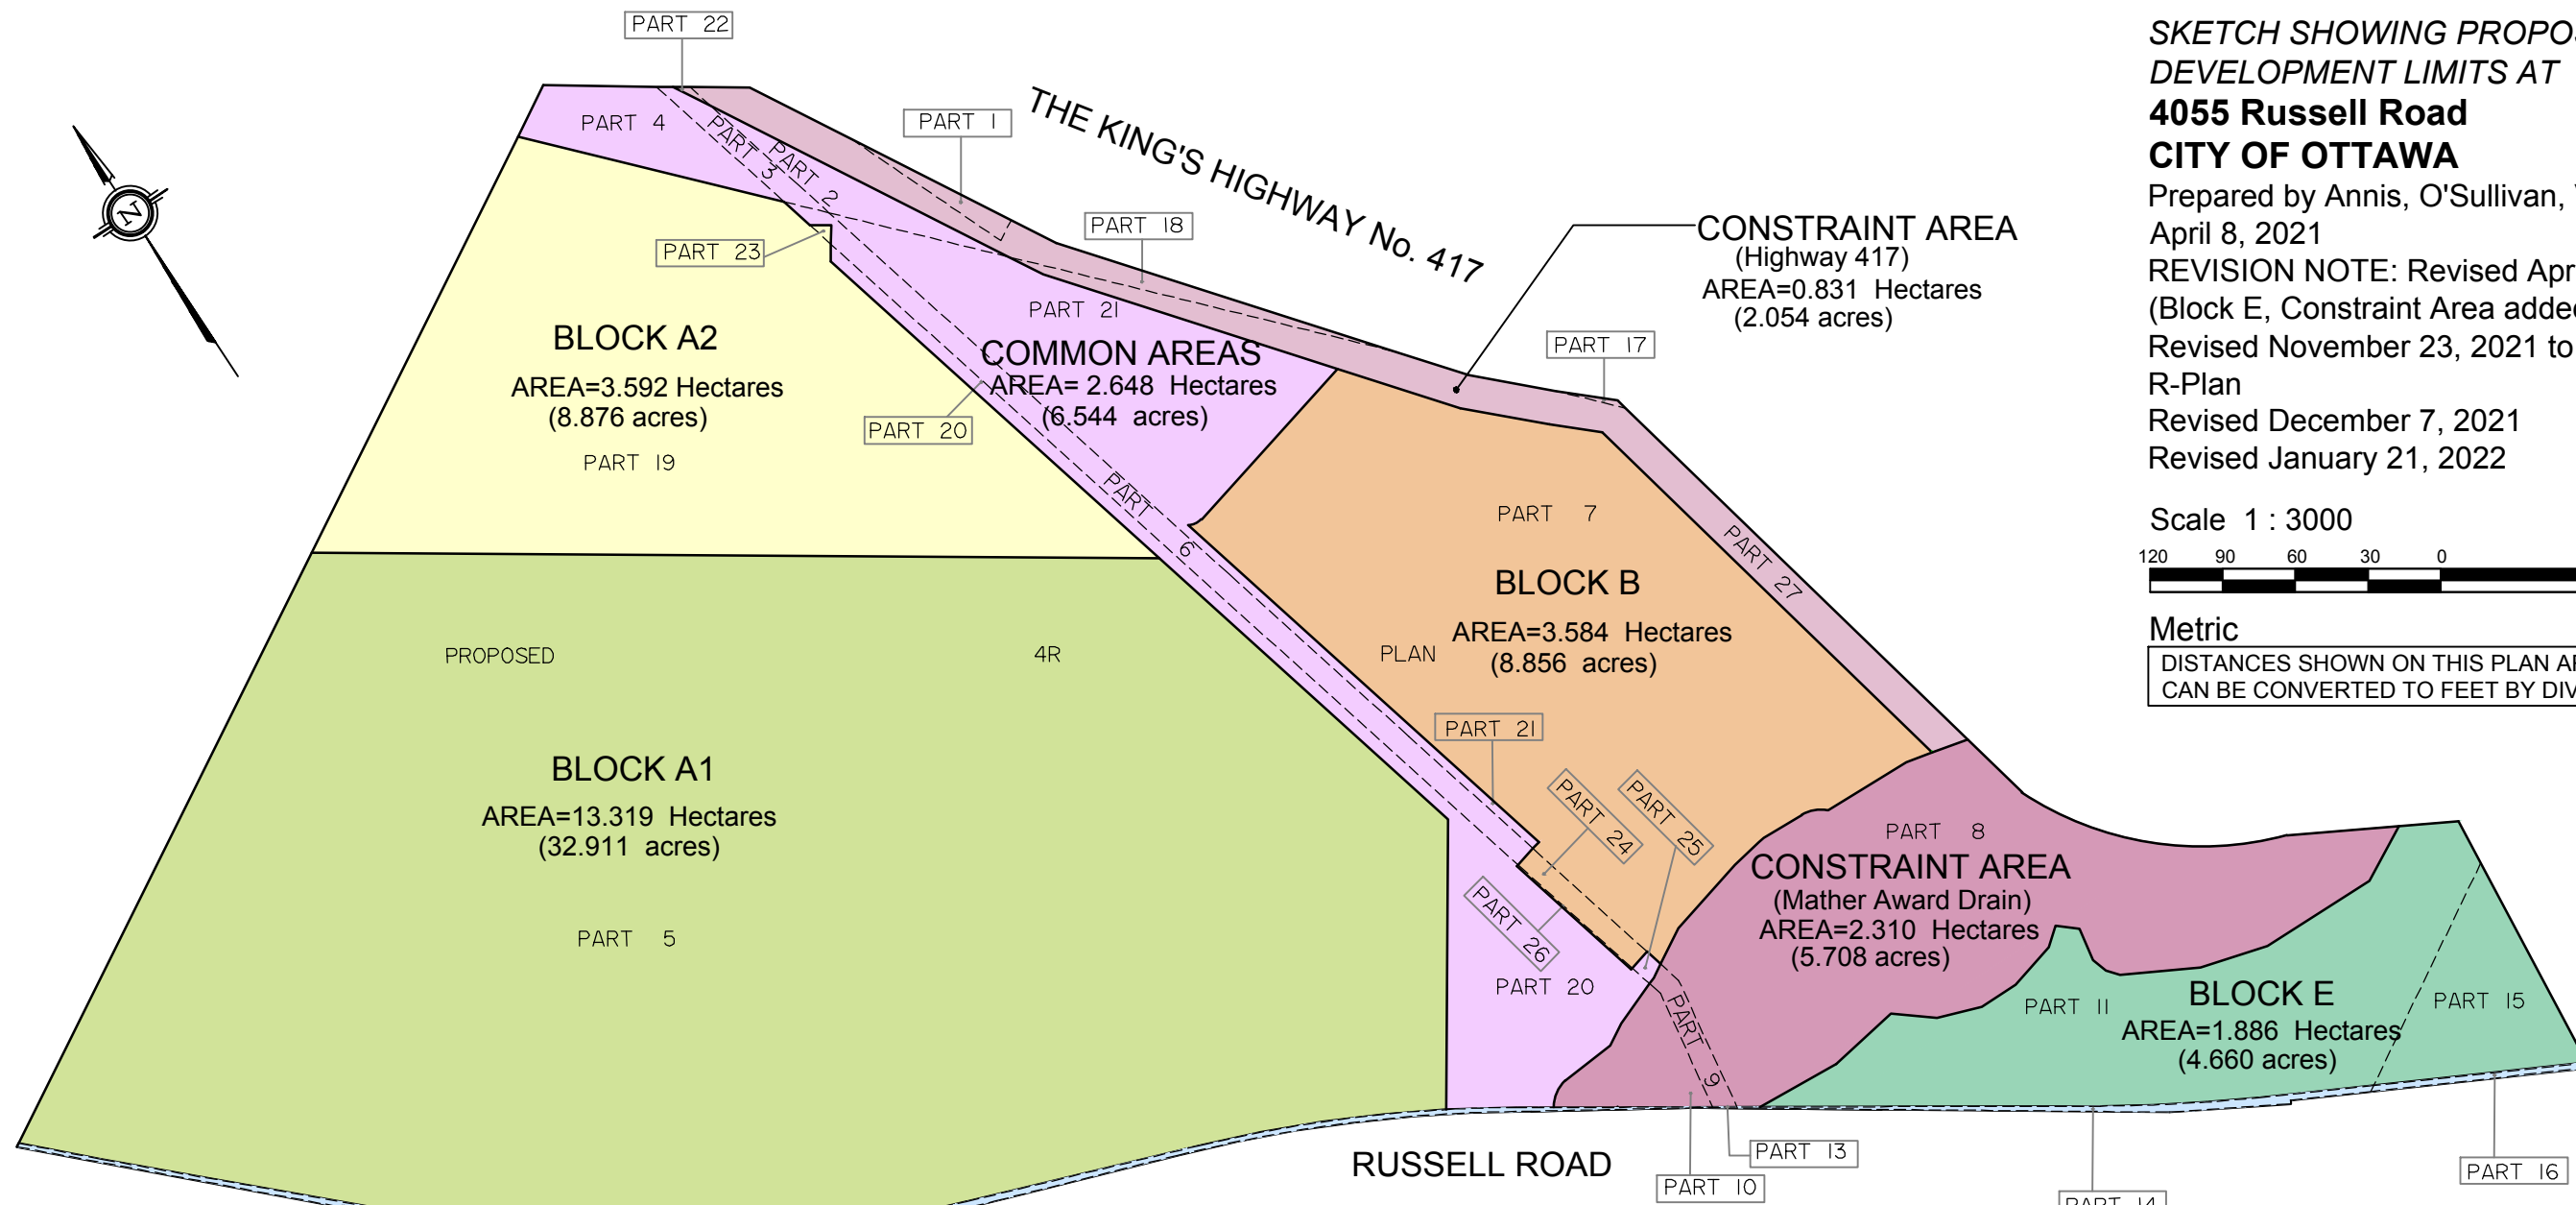 PART 22
PART 4
PART 3
PART 2
PART 1
THE KING'S HIGHWAY No. 417
PART 18
PART 23
N
CONSTRAINT AREA
(Highway 417)
AREA=0.831 Hectares
(2.054 acres)
PART 17
PART 21
COMMON AREAS
AREA= 2.648 Hectares
(6.544 acres)
BLOCK A2
AREA=3.592 Hectares
(8.876 acres)
PART 19
PART 20
PART 6
PART 7
PART 27
BLOCK B
AREA=3.584 Hectares
(8.856 acres)
PROPOSED 4R PLAN
BLOCK A1
AREA=13.319 Hectares
(32.911 acres)
PART 5
PART 21
PART 24
PART 25
PART 26
PART 20
PART 8
CONSTRAINT AREA
(Mather Award Drain)
AREA=2.310 Hectares
(5.708 acres)
PART 9
PART 11
BLOCK E
AREA=1.886 Hectares
(4.660 acres)
PART 15
RUSSELL ROAD
PART 13
PART 10
PART 14
PART 16
SKETCH SHOWING PROPO
DEVELOPMENT LIMITS AT
4055 Russell Road
CITY OF OTTAWA
Prepared by Annis, O'Sullivan,
April 8, 2021
REVISION NOTE: Revised Apr
(Block E, Constraint Area adde
Revised November 23, 2021 to
R-Plan
Revised December 7, 2021
Revised January 21, 2022
Scale 1 : 3000
120 90 60 30 0
Metric
DISTANCES SHOWN ON THIS PLAN A
CAN BE CONVERTED TO FEET BY DIV